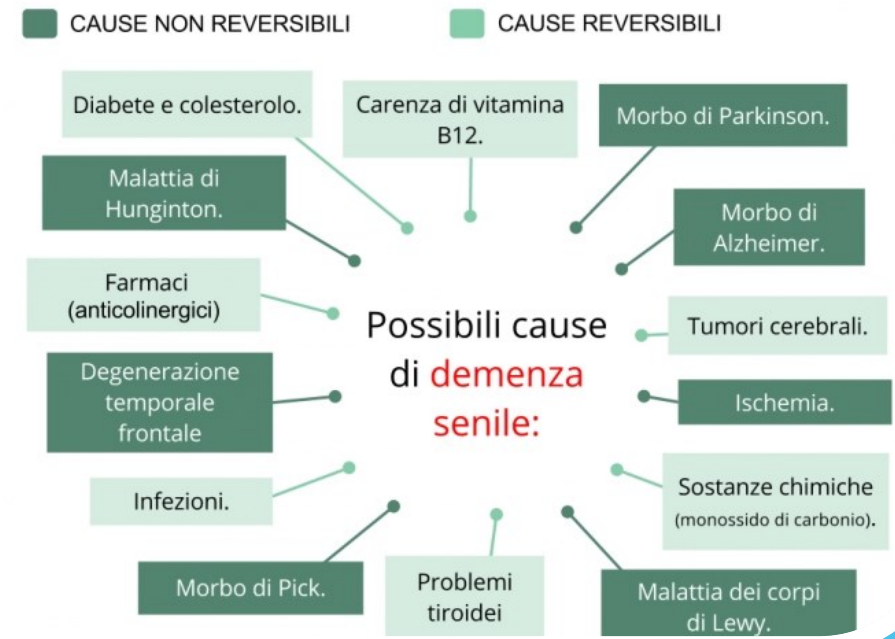 CAUSE NON REVERSIBILI
CAUSE REVERSIBILI
Diabete e colesterolo.
Carenza di vitamina
B12.
Morbo di Parkinson.
Malattia di
Hunginton.
Morbo di
Alzheimer.
Farmaci
(anticolinergici)
Possibili cause
di demenza
senile:
Tumori cerebrali.
Degenerazione
temporale
frontale
Ischemia.
Infezioni.
Sostanze chimiche
(monossido di carbonio).
Morbo di Pick.
Problemi
tiroidei
Malattia dei corpi
di Lewy.